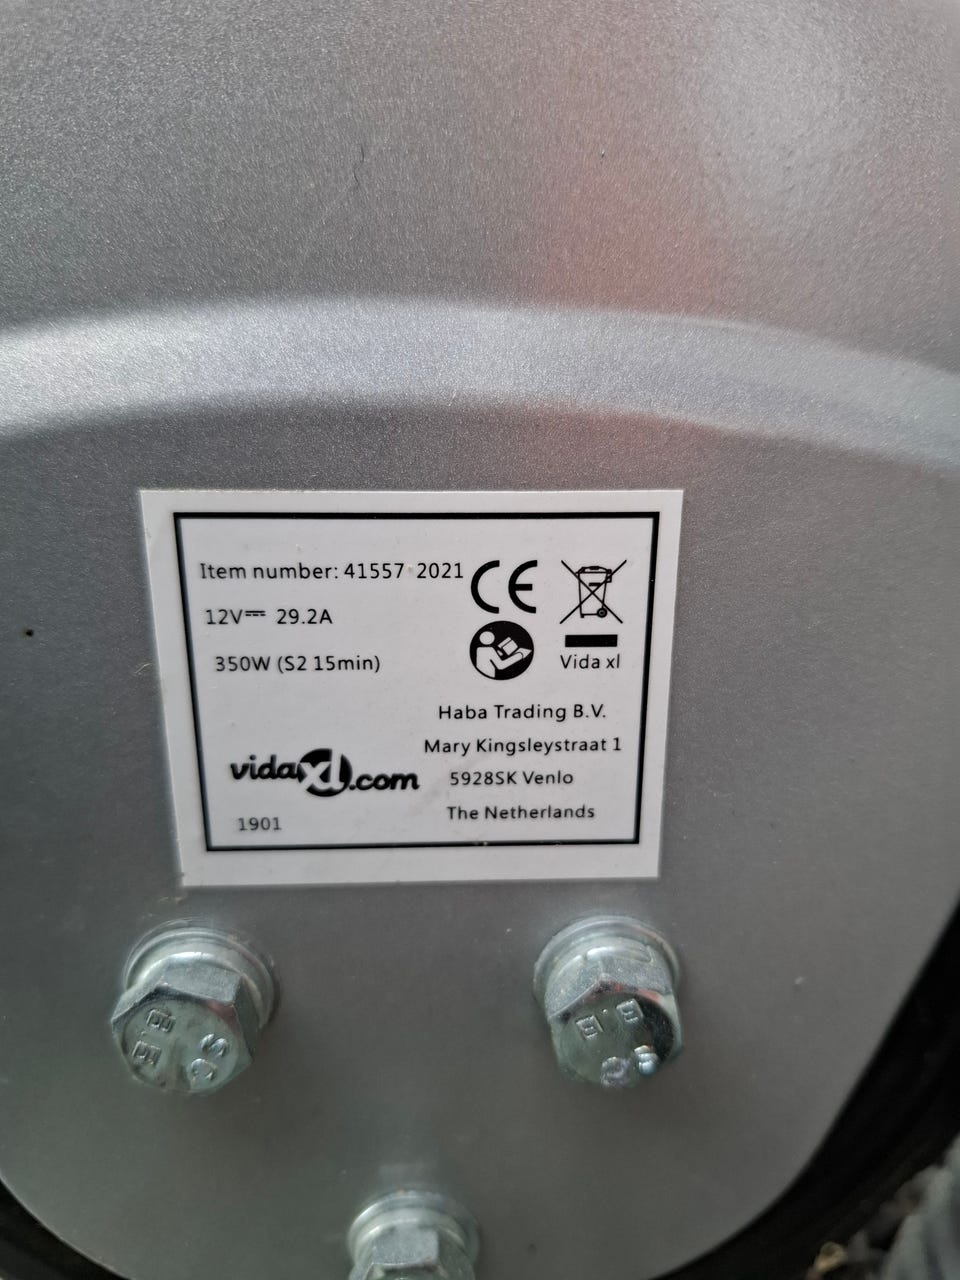 Item number: 41557 2021
12V⎓ 29.2A
350W (S2 15min)
CE
Vida xl
Haba Trading B.V.
Mary Kingsleystraat 1
5928SK Venlo
The Netherlands
vidaXL.com
1901